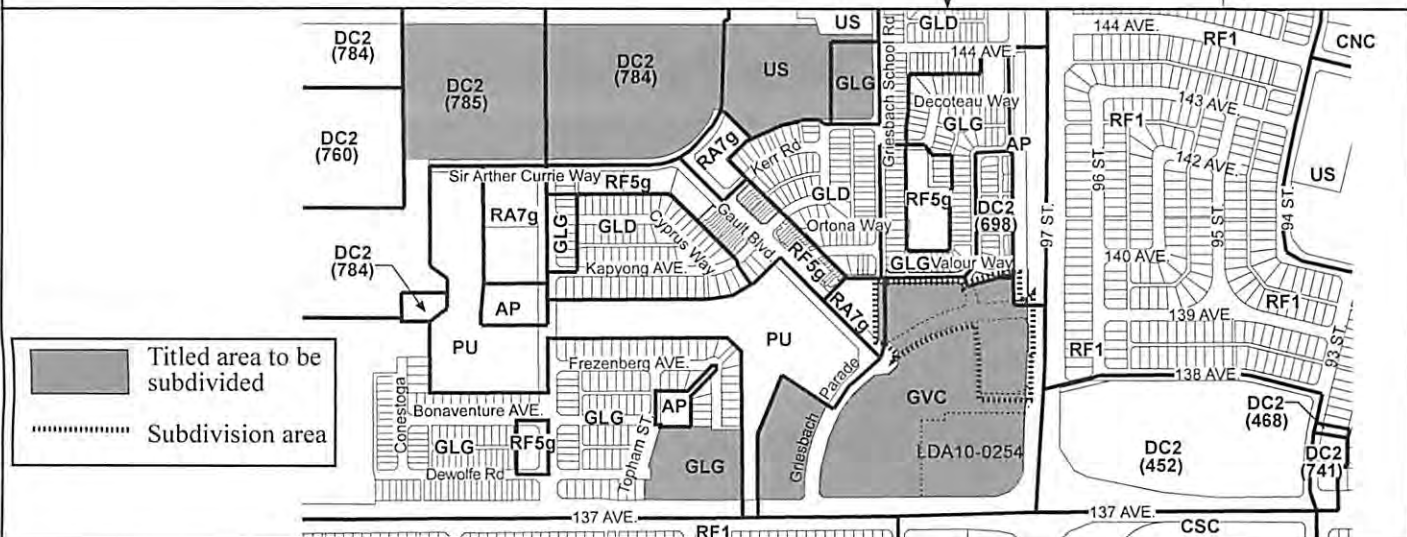 DC2
(784)
DC2
(785)
DC2
(784)
US
US
GLG
Griesbach School Rd
GLD
144 AVE.
144 AVE.
RF1
CNC
DC2
(760)
RA7g
Kerr Rd
Decoteau Way
GLG
AP
143 AVE.
RF1
142 AVE.
US
Sir Arther Currie Way
RF5g
GLD
RF5g
DC2
(698)
97 ST.
96 ST.
95 ST.
94 ST.
RA7g
GLG
GLD
Cyprus Way
Gault Blvd
Ortona Way
RF5g
GLG
Valour Way
140 AVE.
DC2
(784)
Kapyong AVE.
AP
RA7g
RF1
139 AVE.
93 ST.
PU
PU
RF1
138 AVE.
Titled area to be
subdivided
Subdivision area
Frezenberg AVE.
Parade
GVC
Conestoga
Bonaventure AVE.
GLG
AP
DC2
(468)
GLG
RF5g
Topham ST.
GLG
Griesbach
LDA10-0254
DC2
(452)
DC2
(741)
Dewolfe Rd
137 AVE.
137 AVE.
RF1
CSC